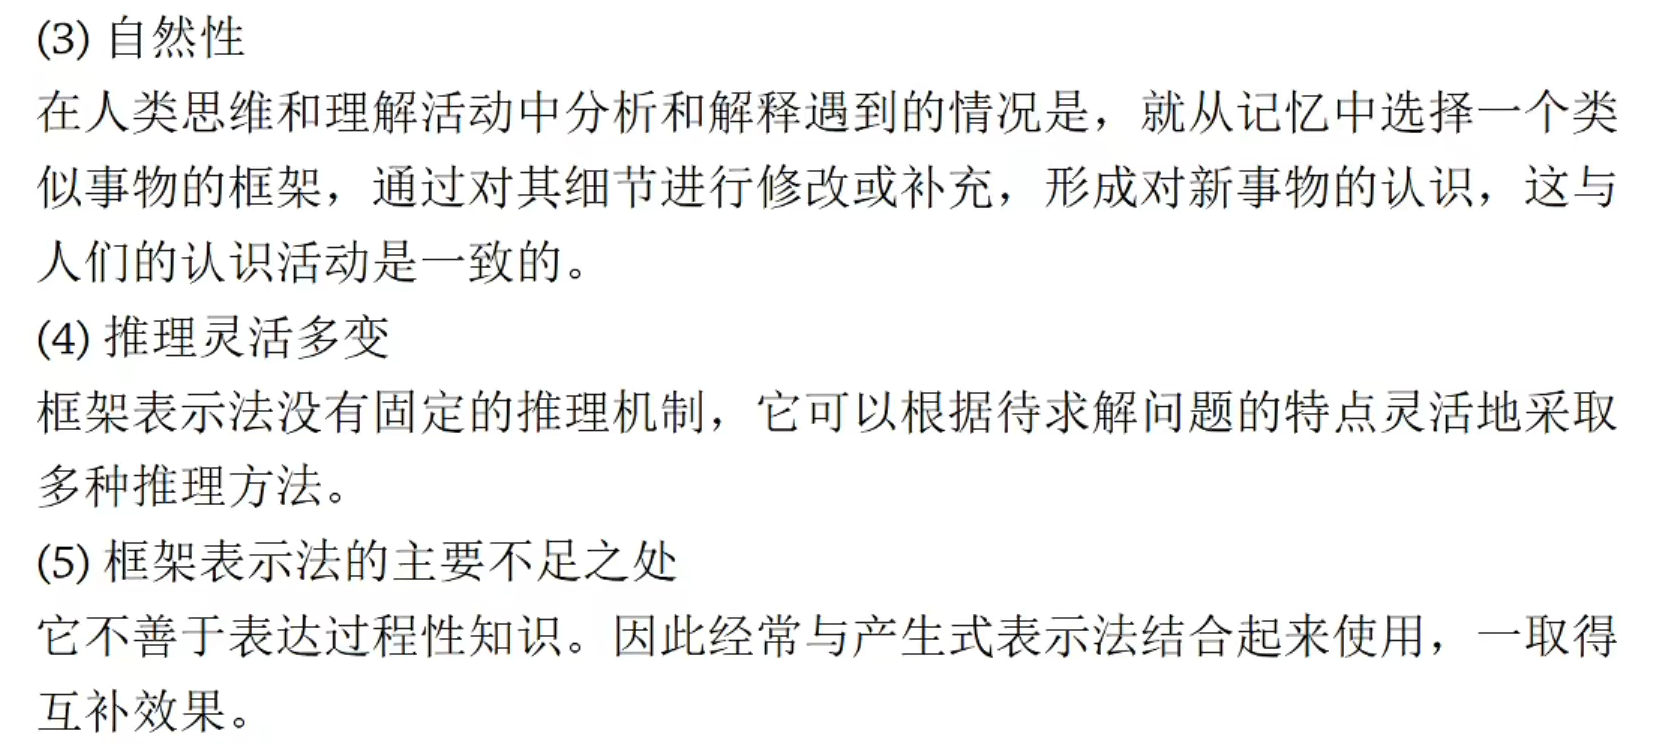 (3) 自然性
在人类思维和理解活动中分析和解释遇到的情况是，就从记忆中选择一个类
似事物的框架，通过对其细节进行修改或补充，形成对新事物的认识，这与
人们的认识活动是一致的。
(4) 推理灵活多变
框架表示法没有固定的推理机制，它可以根据待求解问题的特点灵活地采取
多种推理方法。
(5) 框架表示法的主要不足之处
它不善于表达过程性知识。因此经常与产生式表示法结合起来使用，一取得
互补效果。